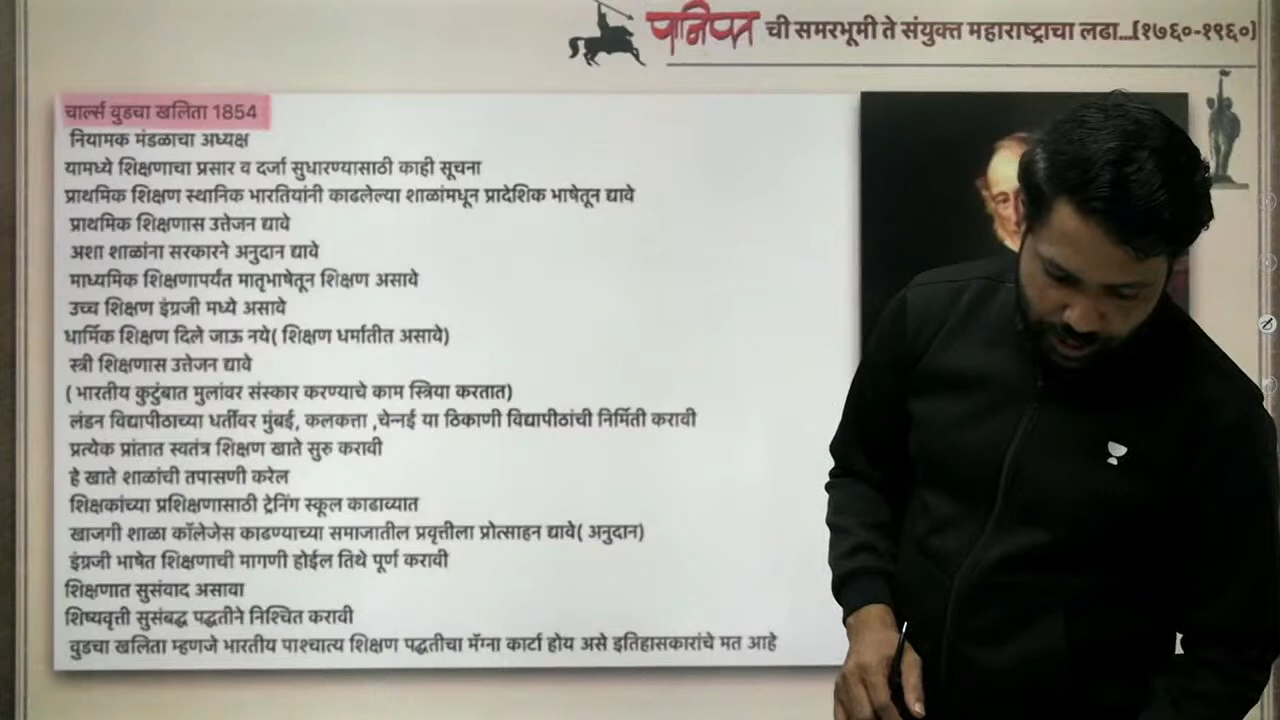 पानिपत ची समरभूमी ते संयुक्त महाराष्ट्राचा लढा...(१७६०-१९६०)
चार्ल्स वुडचा खलिता 1854
नियामक मंडळाचा अध्यक्ष
यामध्ये शिक्षणाचा प्रसार व दर्जा सुधारण्यासाठी काही सूचना
प्राथमिक शिक्षण स्थानिक भारतियांनी काढलेल्या शाळांमधून प्रादेशिक भाषेतून द्यावे
प्राथमिक शिक्षणास उत्तेजन द्यावे
अशा शाळांना सरकारने अनुदान द्यावे
माध्यमिक शिक्षणापर्यंत मातृभाषेतून शिक्षण असावे
उच्च शिक्षण इंग्रजी मध्ये असावे
धार्मिक शिक्षण दिले जाऊ नये( शिक्षण धर्मातीत असावे)
स्त्री शिक्षणास उत्तेजन द्यावे
( भारतीय कुटुंबात मुलांवर संस्कार करण्याचे काम स्त्रिया करतात)
लंडन विद्यापीठाच्या धर्तीवर मुंबई, कलकत्ता ,चेन्नई या ठिकाणी विद्यापीठांची निर्मिती करावी
प्रत्येक प्रांतात स्वतंत्र शिक्षण खाते सुरु करावी
हे खाते शाळांची तपासणी करेल
शिक्षकांच्या प्रशिक्षणासाठी ट्रेनिंग स्कूल काढाव्यात
खाजगी शाळा कॉलेजेस काढण्याच्या समाजातील प्रवृत्तीला प्रोत्साहन द्यावे( अनुदान)
इंग्रजी भाषेत शिक्षणाची मागणी होईल तिथे पूर्ण करावी
शिक्षणात सुसंवाद असावा
शिष्यवृत्ती सुसंबद्ध पद्धतीने निश्चित करावी
वुडचा खलिता म्हणजे भारतीय पाश्चात्य शिक्षण पद्धतीचा मॅग्ना कार्टा होय असे इतिहासकारांचे मत आहे